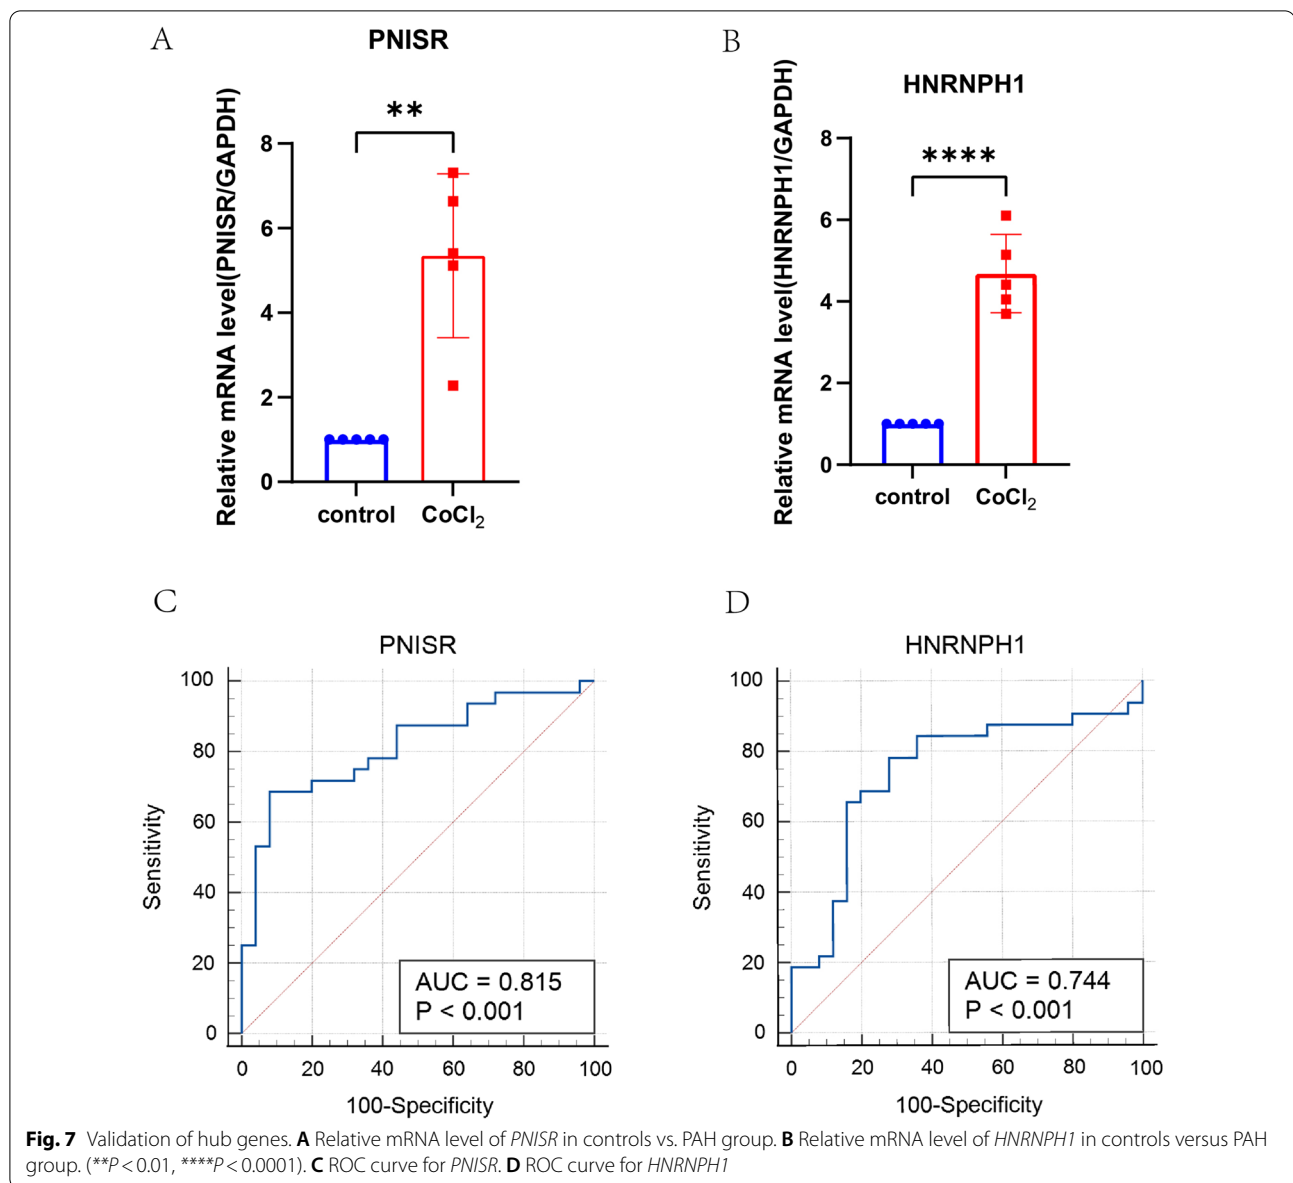 A
PNISR
**
Relative mRNA level(PNISR/GAPDH)
8
6
4
2
0
control CoCl₂
B
HNRNPH1
****
Relative mRNA level(HNRNPH1/GAPDH)
8
6
4
2
0
control CoCl₂
C
PNISR
Sensitivity
100
80
60
40
20
0
AUC = 0.815
P < 0.001
0 20 40 60 80 100
100-Specificity
D
HNRNPH1
Sensitivity
100
80
60
40
20
0
AUC = 0.744
P < 0.001
0 20 40 60 80 100
100-Specificity
Fig. 7 Validation of hub genes. A Relative mRNA level of PNISR in controls vs. PAH group. B Relative mRNA level of HNRNPH1 in controls versus PAH
group. (**P < 0.01, ****P < 0.0001). C ROC curve for PNISR. D ROC curve for HNRNPH1